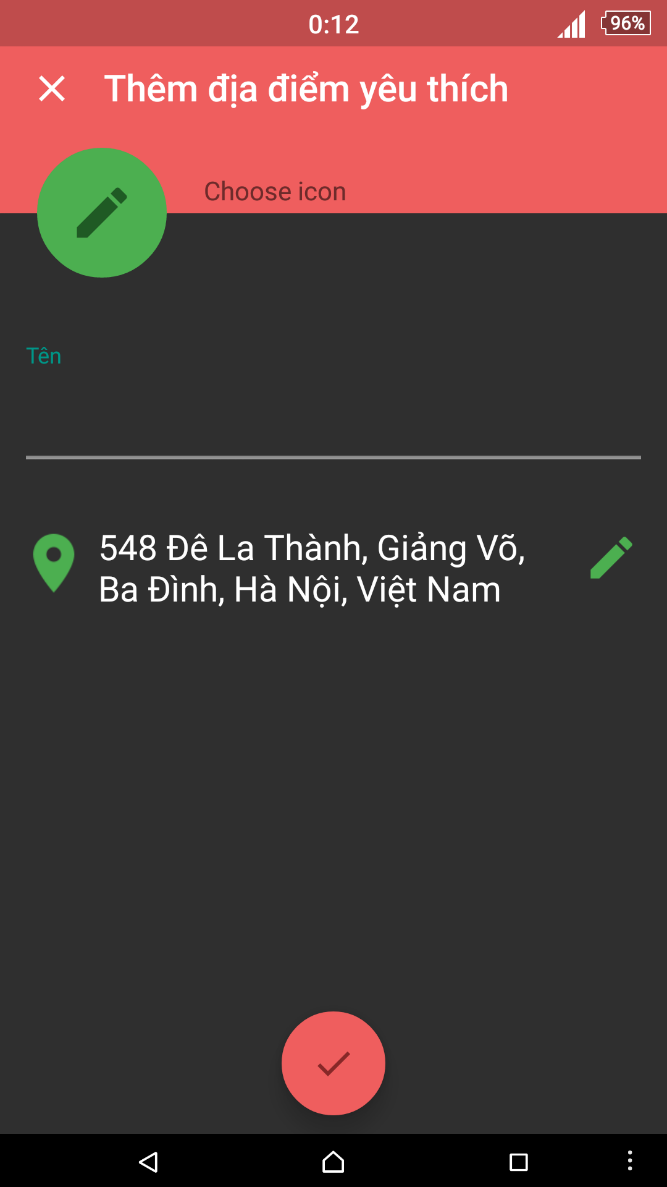 0:12
96%
Thêm địa điểm yêu thích
Choose icon
Tên
548 Đê La Thành, Giảng Võ,
Ba Đình, Hà Nội, Việt Nam